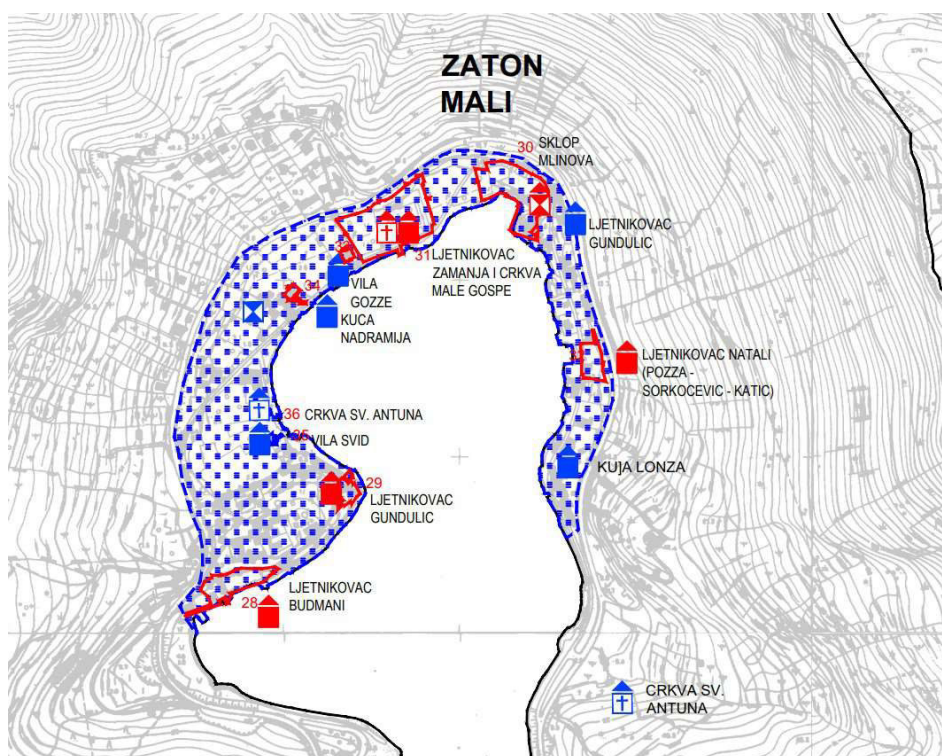 ZATON
MALI
30 SKLOP
MLINOVA
LJETNIKOVAC
GUNDULIC
31 LJETNIKOVAC
ZAMANJA I CRKVA
MALE GOSPE
33
VILA
GOZZE
34
KUCA
NADRAMIJA
LJETNIKOVAC NATALI
(POZZA -
SORKOCEVIC - KATIC)
36 CRKVA SV. ANTUNA
35 VILA SVID
KU]A LONZA
29
LJETNIKOVAC
GUNDULIC
LJETNIKOVAC
BUDMANI
28
CRKVA SV.
ANTUNA